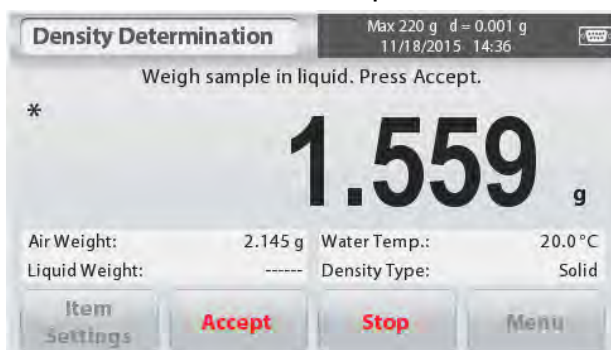 Density Determination
Max 220 g d = 0.001 g
11/18/2015 14:36
Weigh sample in liquid. Press Accept.
*
1.559 g
Air Weight: 2.145 g Water Temp.: 20.0 °C
Liquid Weight: ------ Density Type: Solid
Item Settings Accept Stop Menu